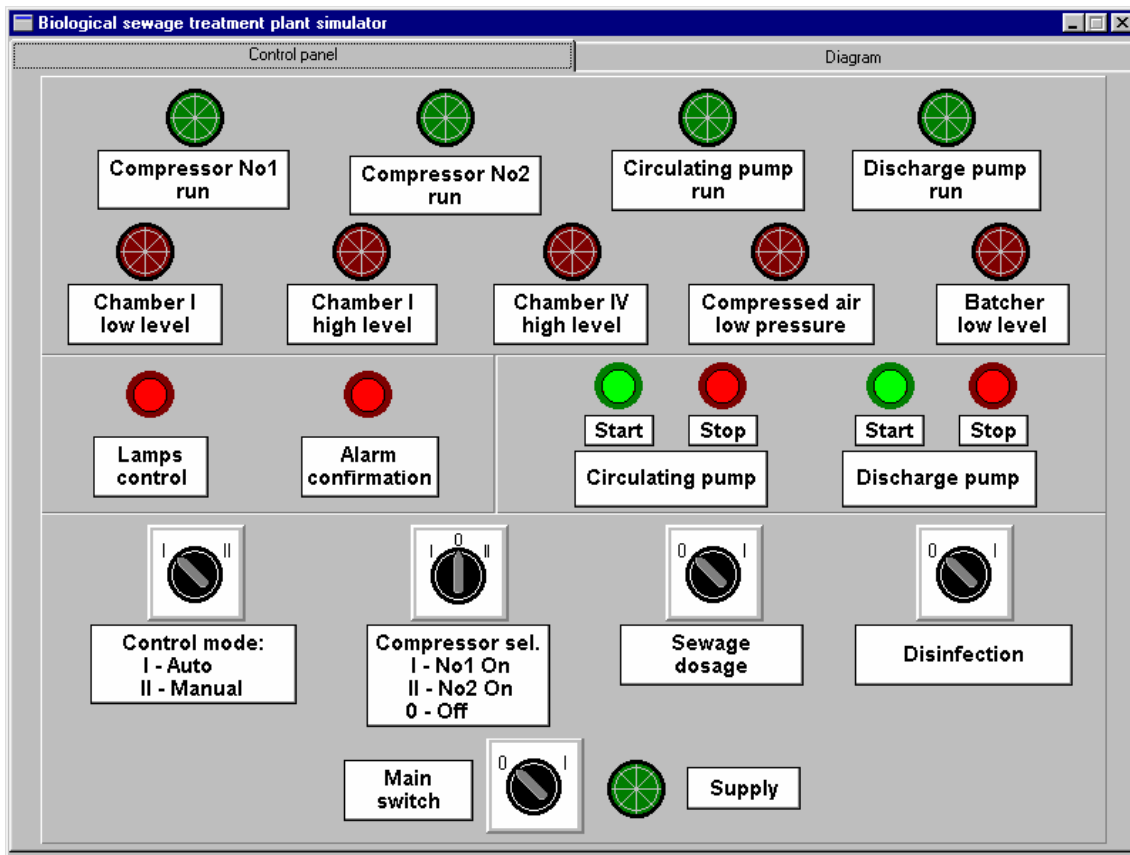 Biological sewage treatment plant simulator
Control panel
Diagram
Compressor No1
run
Compressor No2
run
Circulating pump
run
Discharge pump
run
Chamber I
low level
Chamber I
high level
Chamber IV
high level
Compressed air
low pressure
Batcher
low level
Lamps
control
Alarm
confirmation
Start
Stop
Circulating pump
Start
Stop
Discharge pump
I
II
Control mode:
I - Auto
II - Manual
I
0
II
Compressor sel.
I - No1 On
II - No2 On
0 - Off
0
I
Sewage
dosage
0
I
Disinfection
Main
switch
0
I
Supply